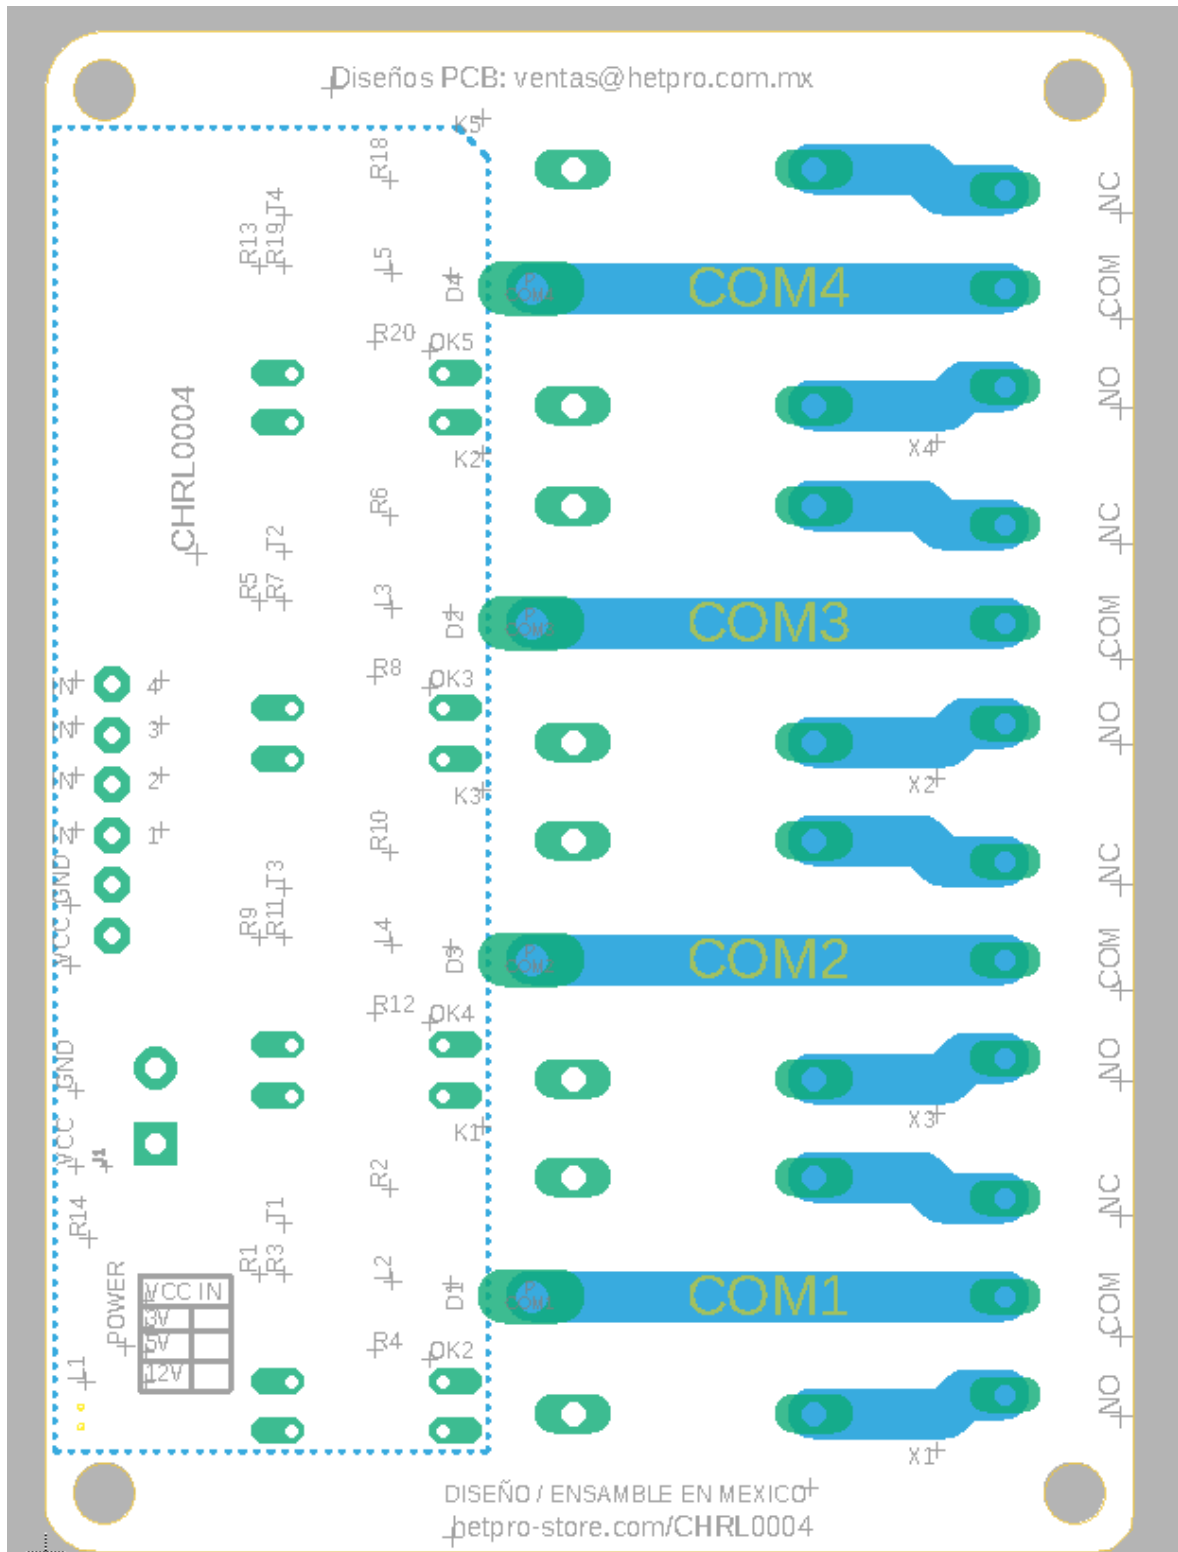 Diseños PCB: ventas@hetpro.com.mx
K5
R18
NC
T4
R13
R19
L5
D4
COM4
COM
R20
OK5
NO
CHRL0004
X4
K2
R6
NC
T2
R5
R7
L3
D2
COM3
COM
R8
OK3
4
NO
3
X2
2
K3
R10
1
NC
GND
T3
R9
R11
L4
D3
COM2
COM
VCC
R12
OK4
NO
GND
X3
K1
VCC
J1
R2
NC
R14
T1
R1
R3
L2
D1
COM1
COM
POWER
VCC IN
3V
5V
12V
R4
OK2
L1
NO
X1
DISEÑO / ENSAMBLE EN MEXICO
hetpro-store.com/CHRL0004